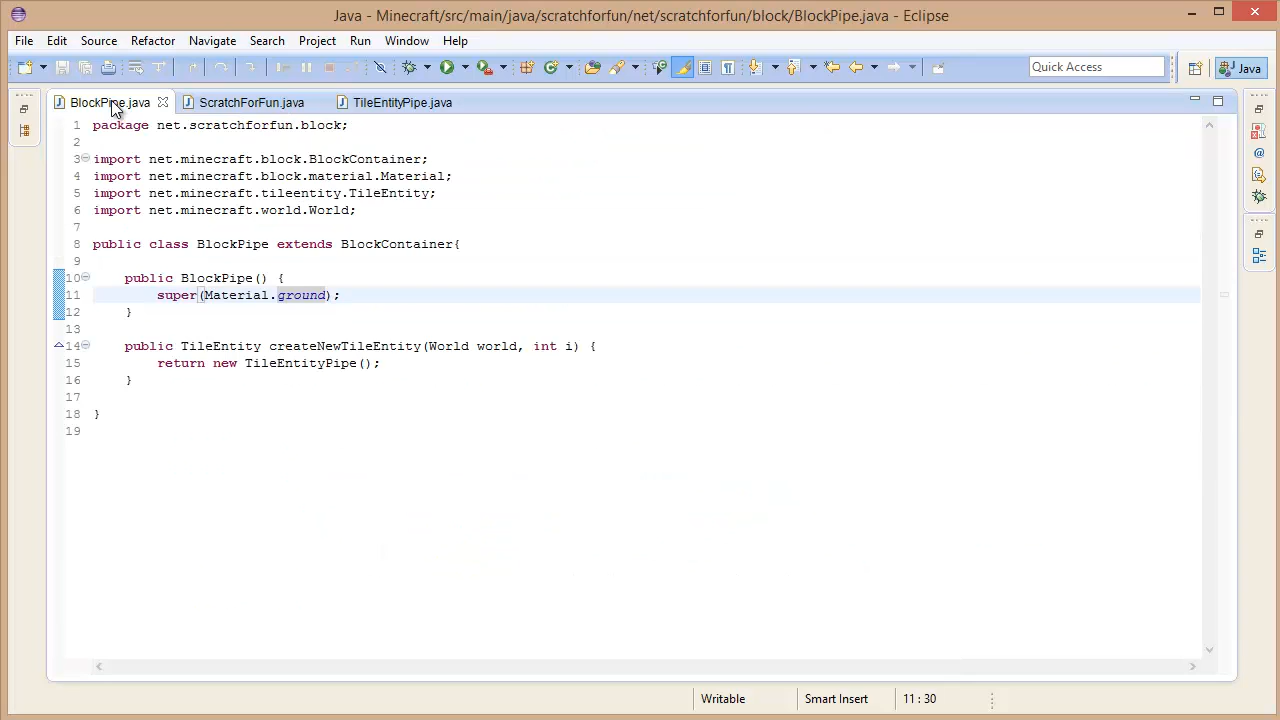 Java - Minecraft/src/main/java/scratchforfun/net/scratchforfun/block/BlockPipe.java - Eclipse
File Edit Source Refactor Navigate Search Project Run Window Help
Quick Access
Java
BlockPipe.java ScratchForFun.java TileEntityPipe.java
1 package net.scratchforfun.block;
2
3 import net.minecraft.block.BlockContainer;
4 import net.minecraft.block.material.Material;
5 import net.minecraft.tileentity.TileEntity;
6 import net.minecraft.world.World;
7
8 public class BlockPipe extends BlockContainer{
9
10 public BlockPipe() {
11 super(Material.ground);
12 }
13
14 public TileEntity createNewTileEntity(World world, int i) {
15 return new TileEntityPipe();
16 }
17
18 }
19
Writable Smart Insert 11 : 30